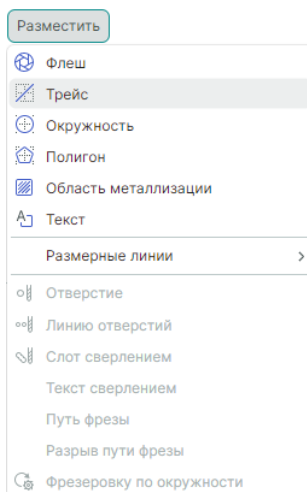 Разместить
Флеш
Трейс
Окружность
Полигон
Область металлизации
Текст
Размерные линии
Отверстие
Линию отверстий
Слот сверлением
Текст сверлением
Путь фрезы
Разрыв пути фрезы
Фрезеровку по окружности